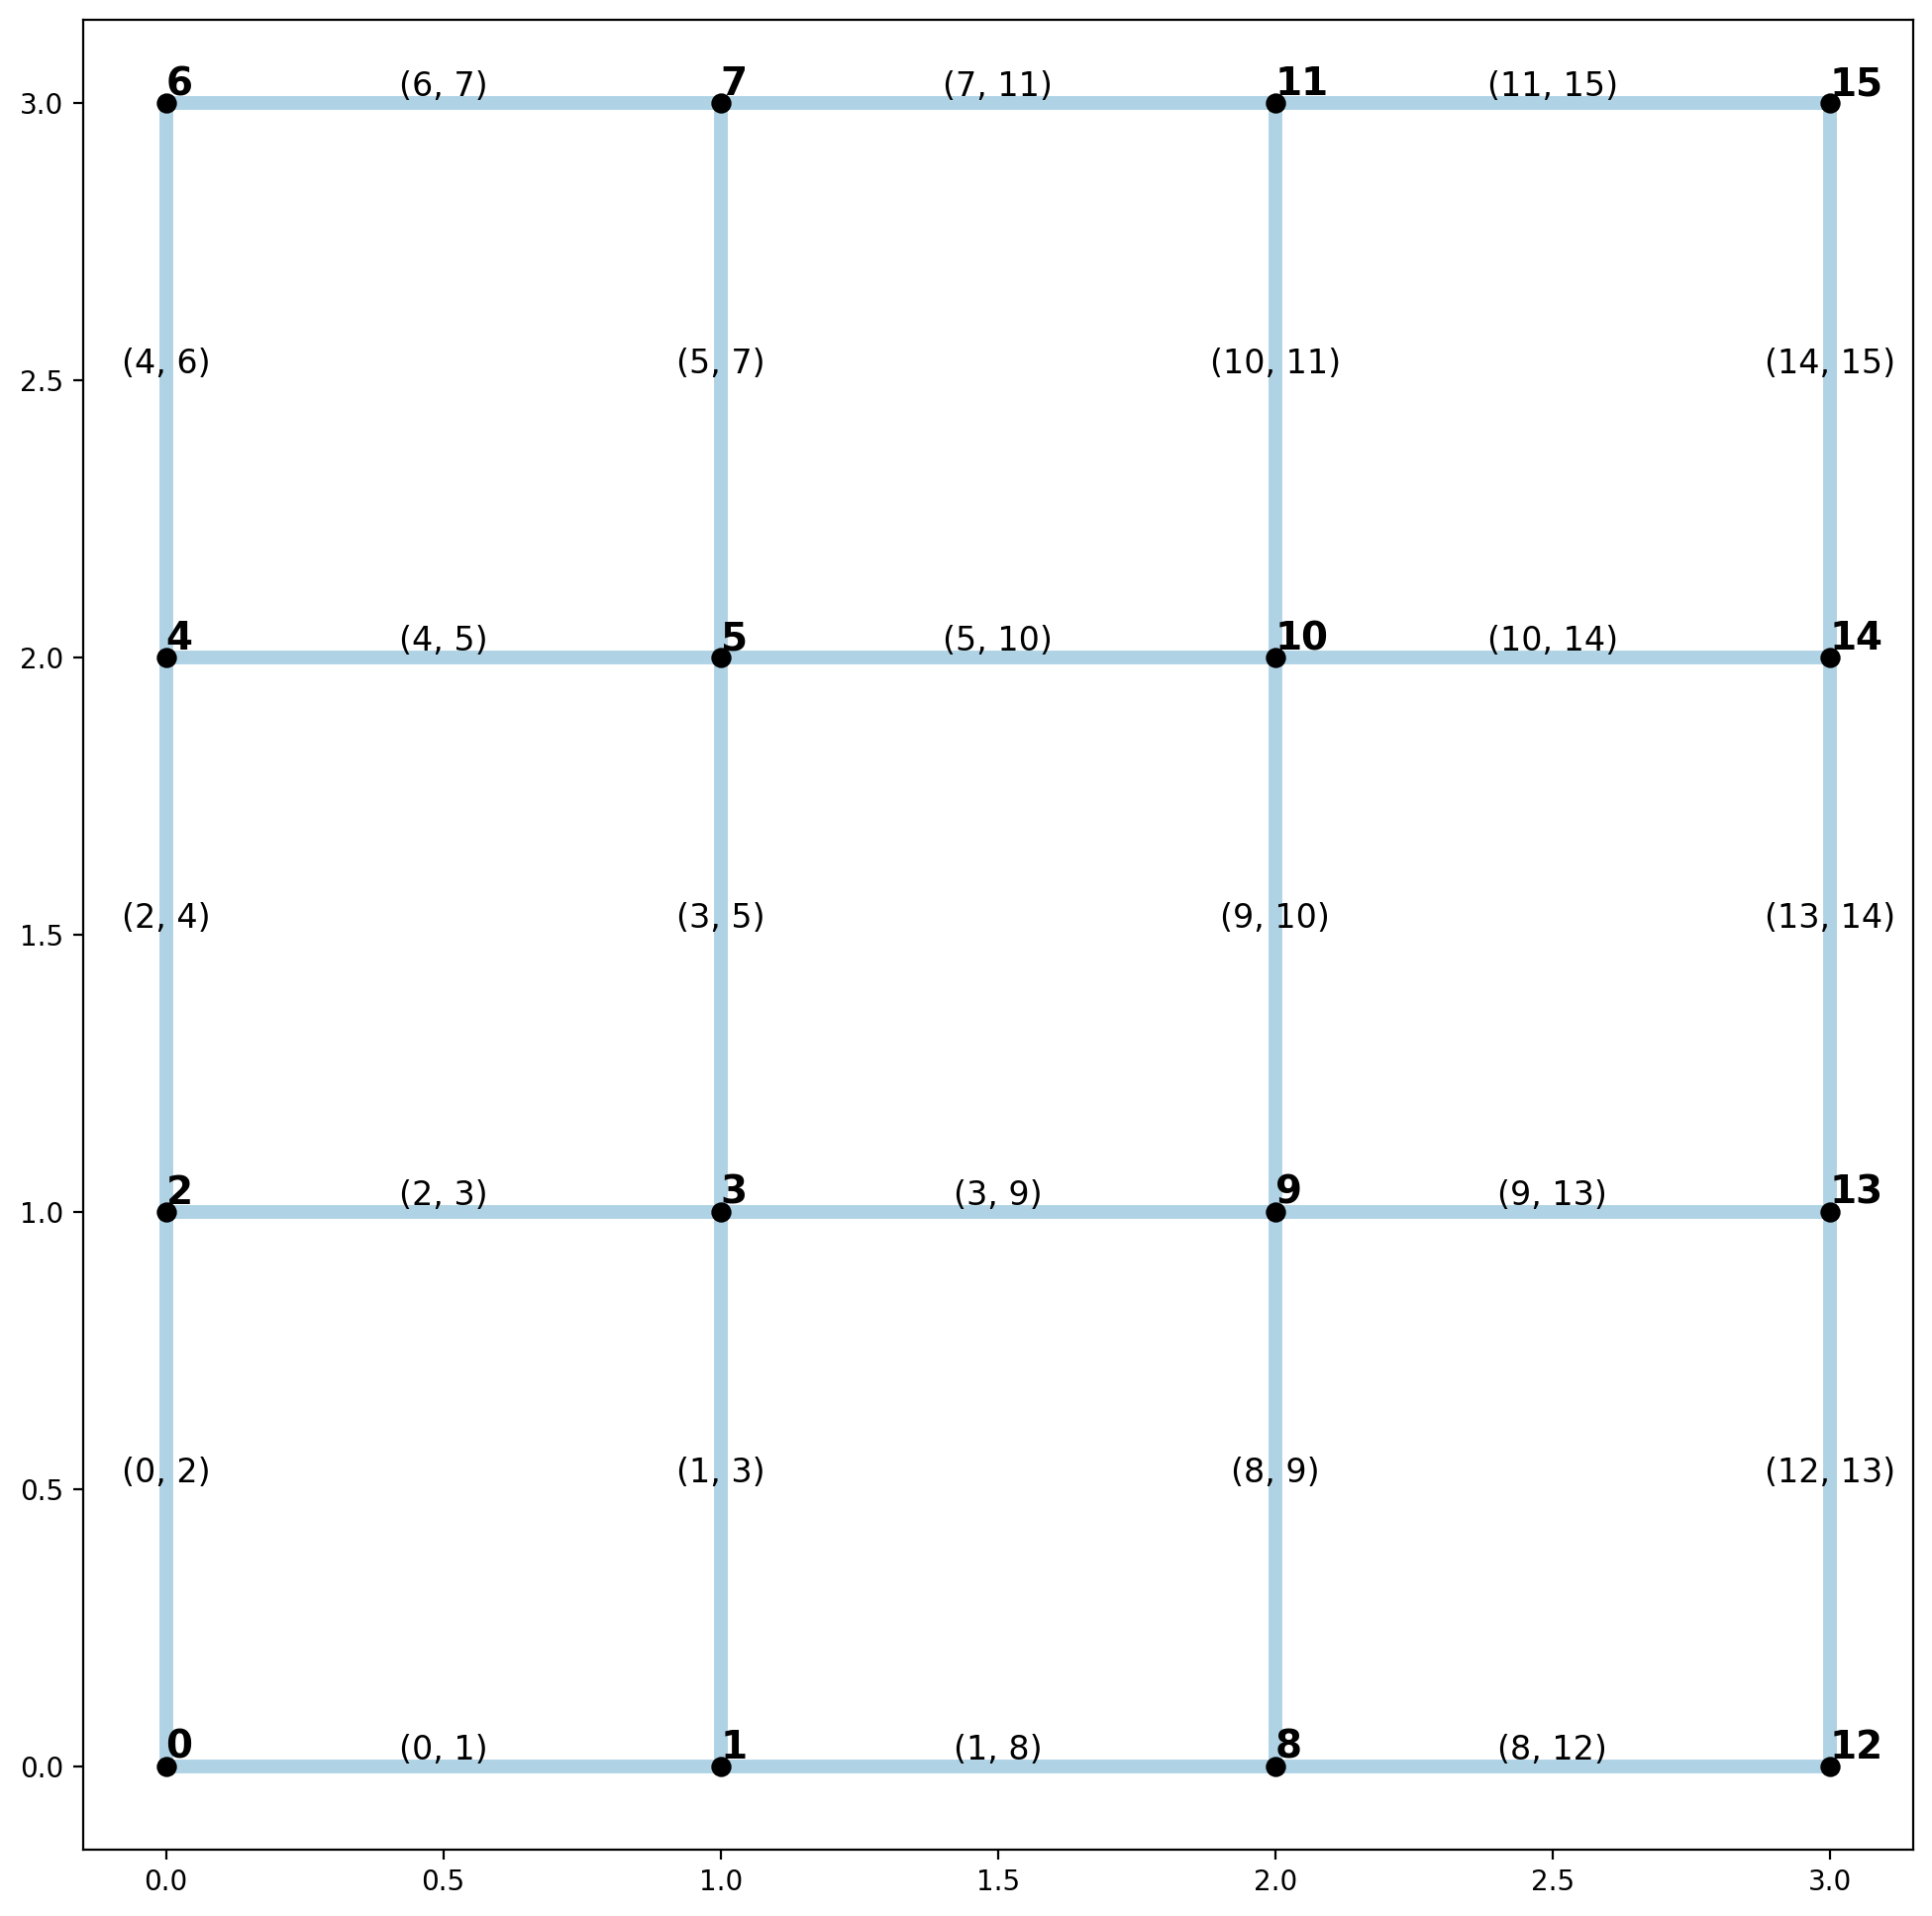 6 (6, 7) 7 (7, 11) 11 (11, 15) 15
3.0
(4, 6) (5, 7) (10, 11) (14, 15)
2.5
4 (4, 5) 5 (5, 10) 10 (10, 14) 14
2.0
(2, 4) (3, 5) (9, 10) (13, 14)
1.5
2 (2, 3) 3 (3, 9) 9 (9, 13) 13
1.0
(0, 2) (1, 3) (8, 9) (12, 13)
0.5
0 (0, 1) 1 (1, 8) 8 (8, 12) 12
0.0
0.0 0.5 1.0 1.5 2.0 2.5 3.0